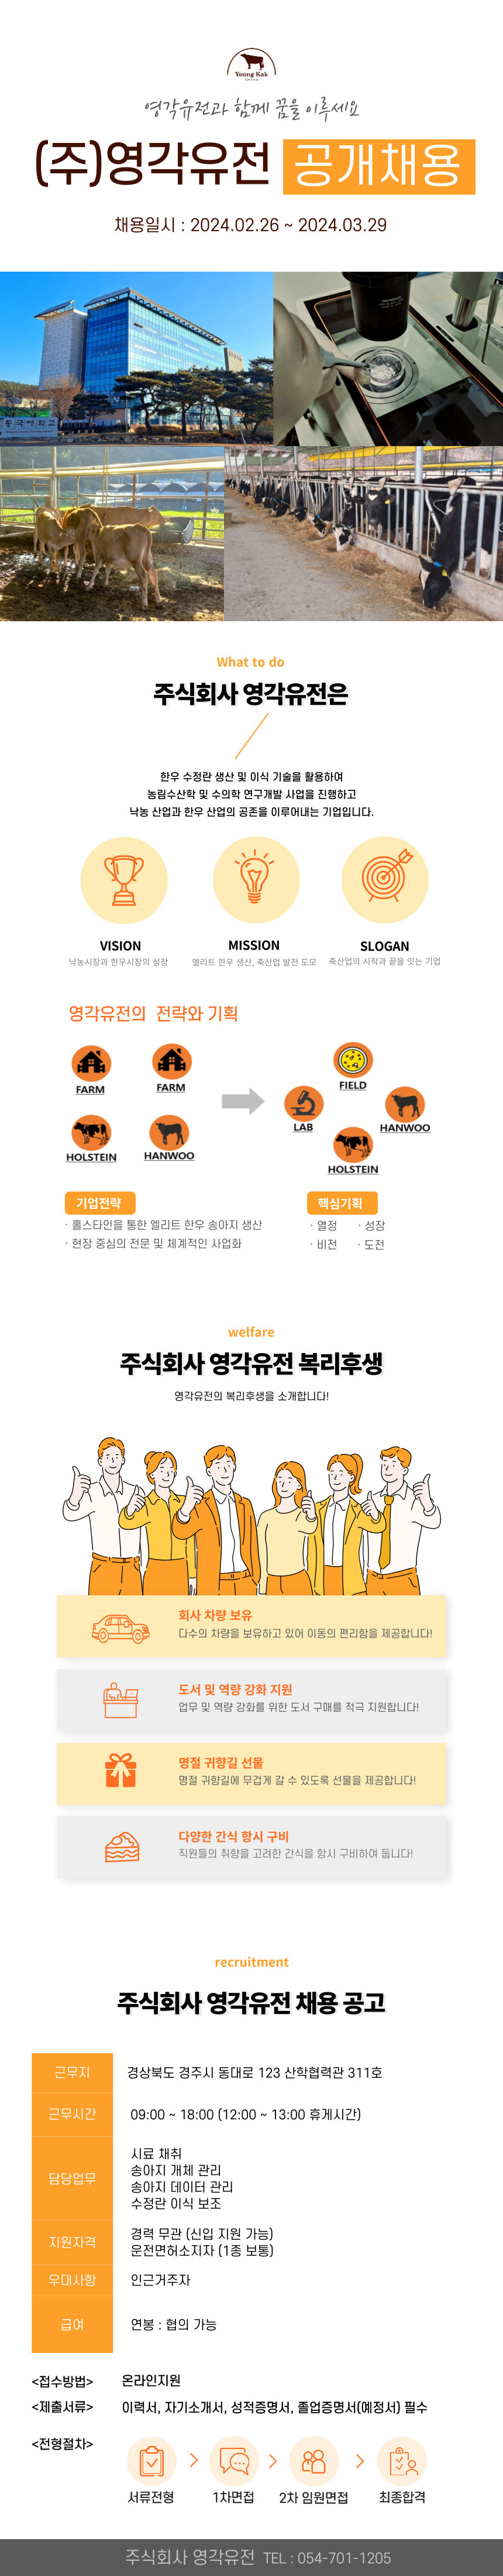 Young Kak
영각유전과 함께 꿈을 이루세요
(주)영각유전 공개채용
채용일시 : 2024.02.26 ~ 2024.03.29
동국대학교
What to do
주식회사 영각유전은
한우 수정란 생산 및 이식 기술을 활용하여
농림수산학 및 수의학 연구개발 사업을 진행하고
낙농 산업과 한우 산업의 공존을 이루어내는 기업입니다.
VISION
낙농시장과 한우시장의 성장
MISSION
엘리트 한우 생산, 축산업 발전 도모
SLOGAN
축산업의 시작과 끝을 잇는 기업
영각유전의 전략와 기획
FARM
FARM
HOLSTEIN
HANWOO
FIELD
LAB
HANWOO
HOLSTEIN
기업전략
· 홀스타인을 통한 엘리트 한우 송아지 생산
· 현장 중심의 전문 및 체계적인 사업화
핵심기획
· 열정 · 성장
· 비전 · 도전
welfare
주식회사 영각유전 복리후생
영각유전의 복리후생을 소개합니다!
회사 차량 보유
다수의 차량을 보유하고 있어 이동의 편리함을 제공합니다!
도서 및 역량 강화 지원
업무 및 역량 강화를 위한 도서 구매를 적극 지원합니다!
명절 귀향길 선물
명절 귀향길에 무겁게 갈 수 있도록 선물을 제공합니다!
다양한 간식 항시 구비
직원들의 취향을 고려한 간식을 항시 구비하여 둡니다!
recruitment
주식회사 영각유전 채용 공고
근무지 경상북도 경주시 동대로 123 산학협력관 311호
근무시간 09:00 ~ 18:00 (12:00 ~ 13:00 휴게시간)
담당업무
시료 채취
송아지 개체 관리
송아지 데이터 관리
수정란 이식 보조
지원자격
경력 무관 (신입 지원 가능)
운전면허소지자 (1종 보통)
우대사항 인근거주자
급여 연봉 : 협의 가능
<접수방법> 온라인지원
<제출서류> 이력서, 자기소개서, 성적증명서, 졸업증명서(예정서) 필수
<전형절차>
서류전형 1차면접 2차 임원면접 최종합격
주식회사 영각유전 TEL : 054-701-1205